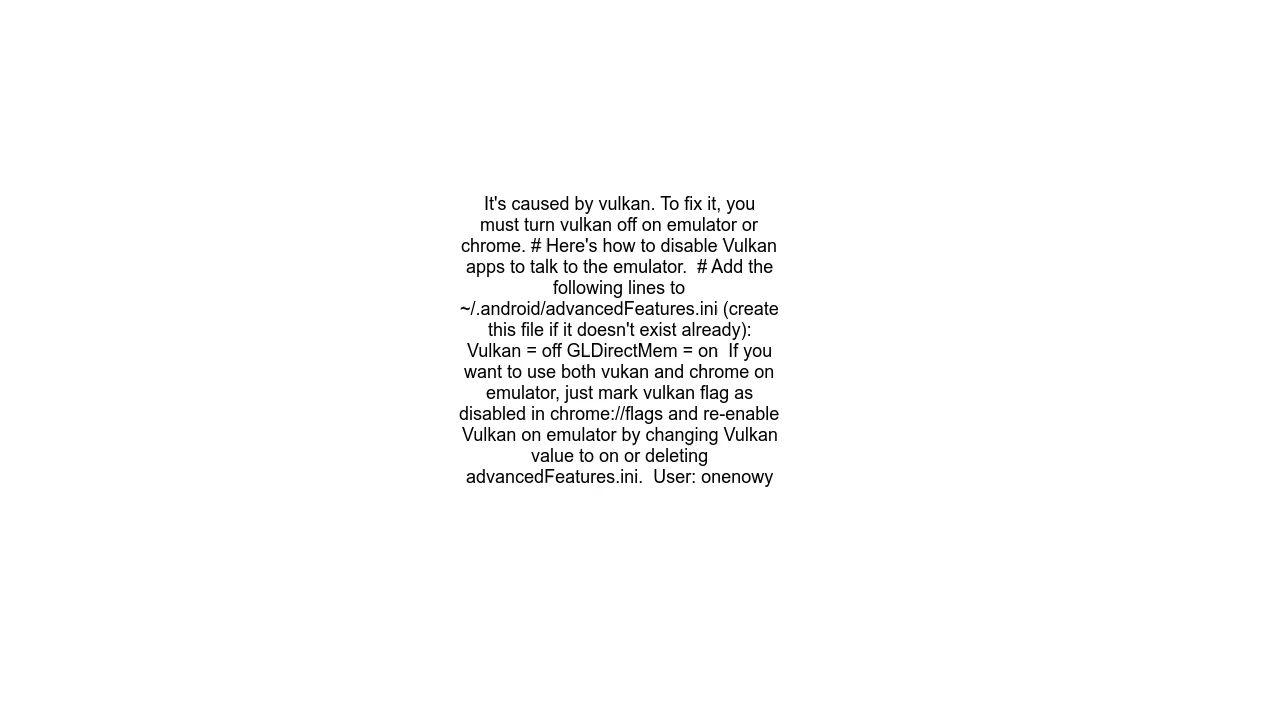 It's caused by vulkan. To fix it, you
must turn vulkan off on emulator or
chrome. # Here's how to disable Vulkan
apps to talk to the emulator.  # Add the
following lines to
~/.android/advancedFeatures.ini (create
this file if it doesn't exist already):
Vulkan = off GLDirectMem = on  If you
want to use both vukan and chrome on
emulator, just mark vulkan flag as
disabled in chrome://flags and re-enable
Vulkan on emulator by changing Vulkan
value to on or deleting
advancedFeatures.ini.  User: onenowy